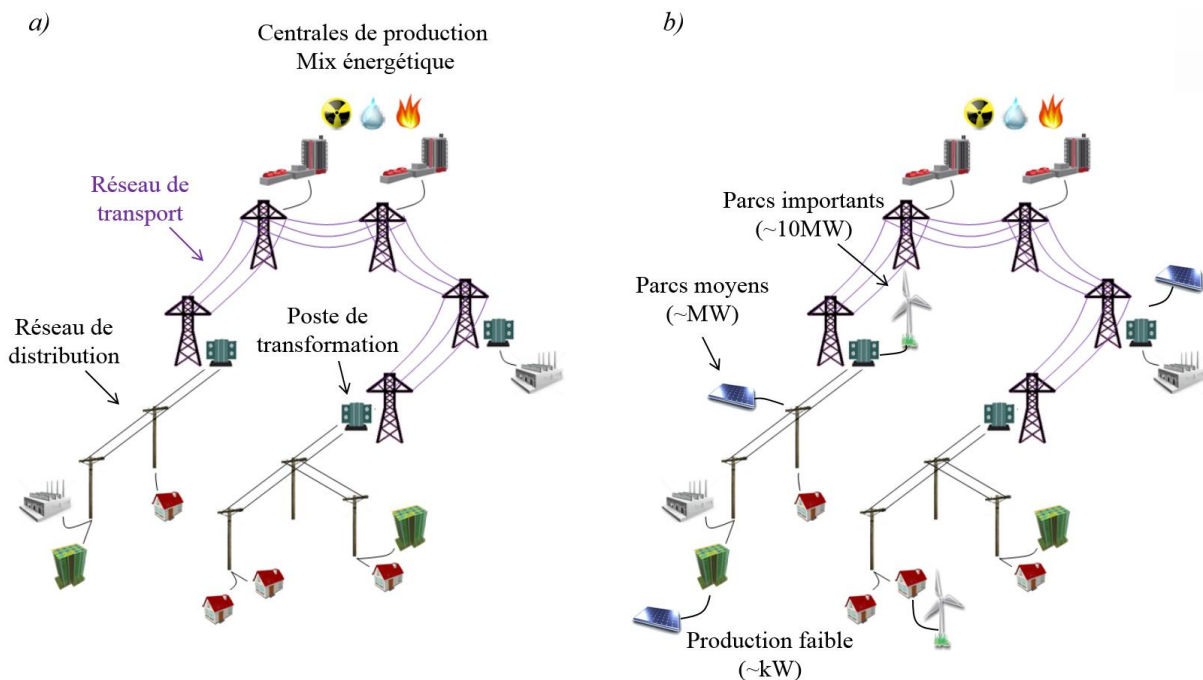 a)
Centrales de production
Mix énergétique
Réseau de
transport
Réseau de
distribution
Poste de
transformation
b)
Parcs importants
(~10MW)
Parcs moyens
(~MW)
Production faible
(~kW)